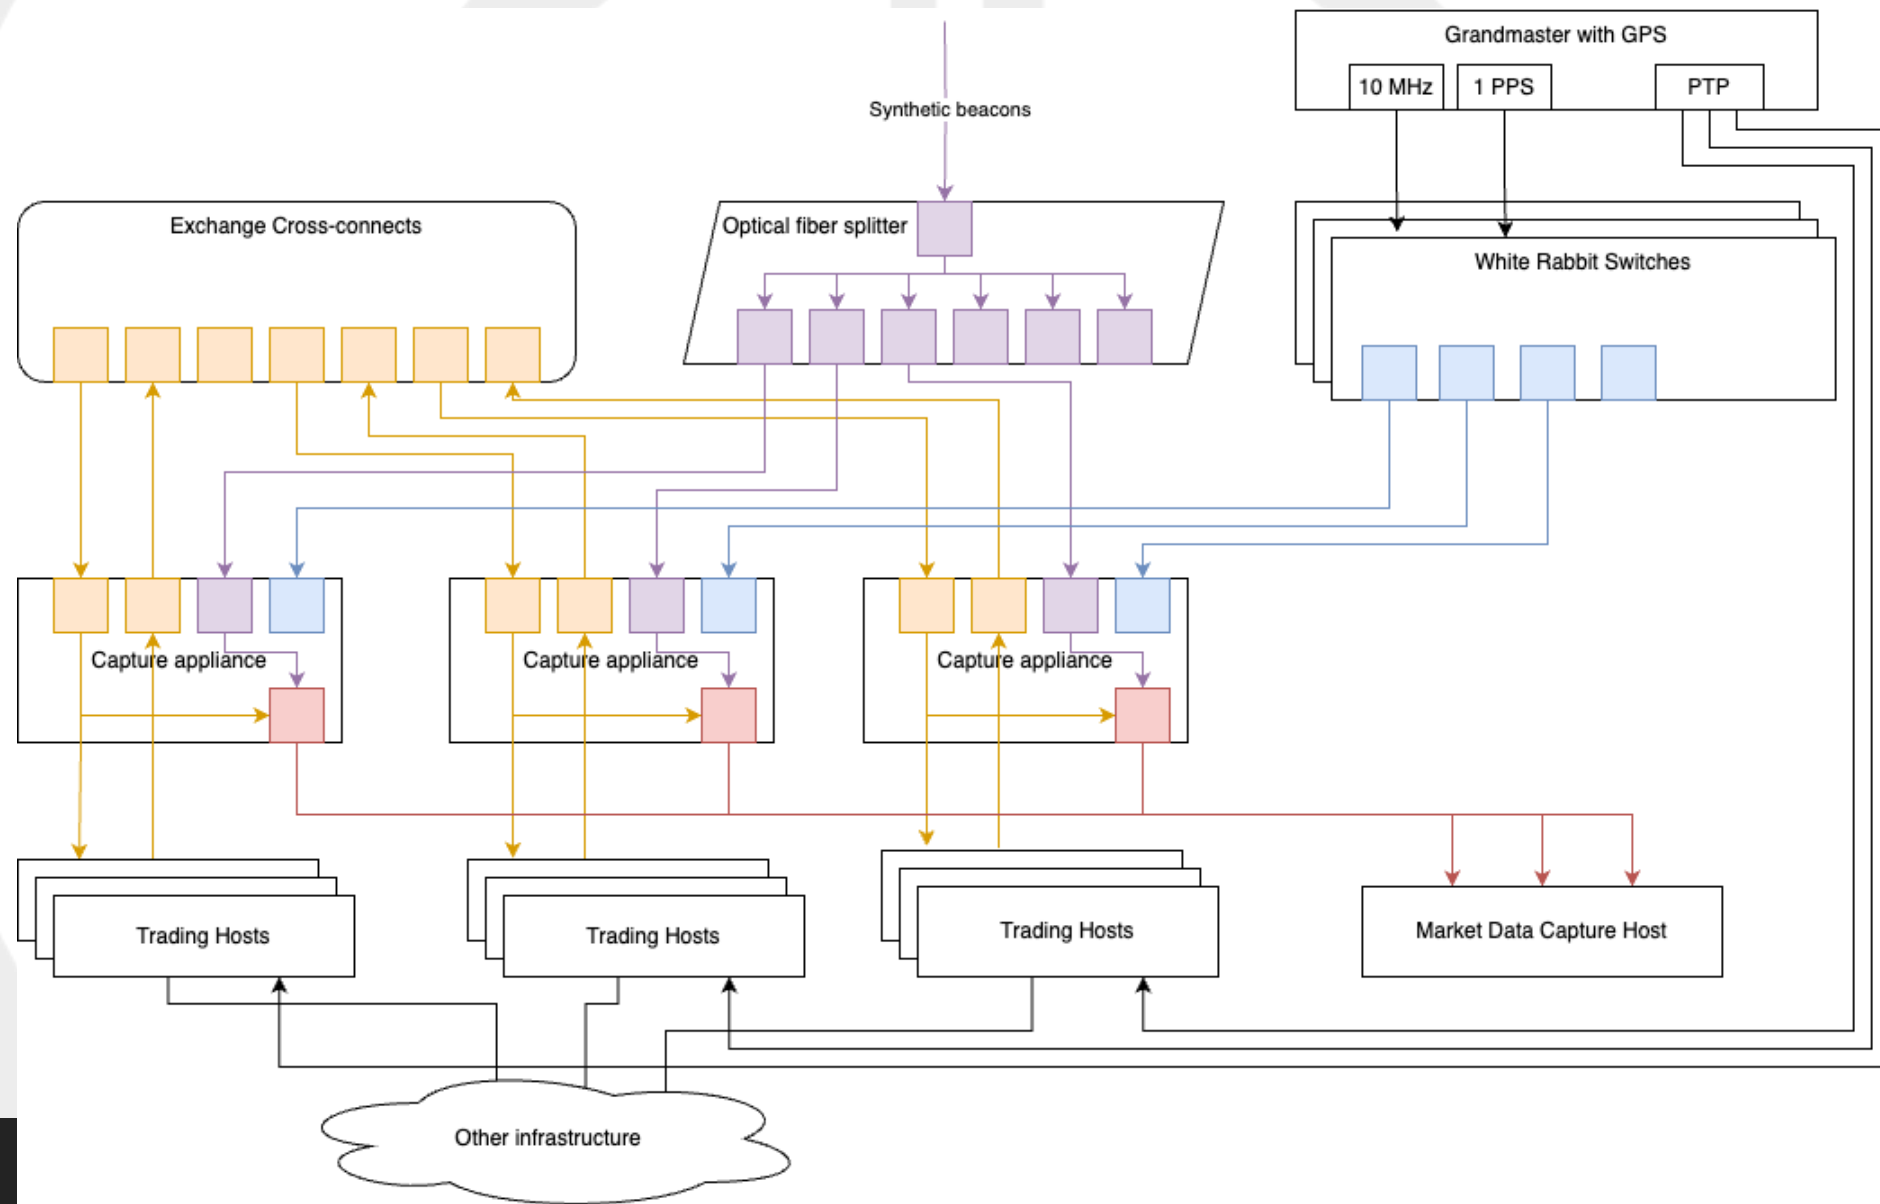 Grandmaster with GPS
10 MHz
1 PPS
PTP
Synthetic beacons
Exchange Cross-connects
Optical fiber splitter
White Rabbit Switches
Capture appliance
Capture appliance
Capture appliance
Trading Hosts
Trading Hosts
Trading Hosts
Market Data Capture Host
Other infrastructure